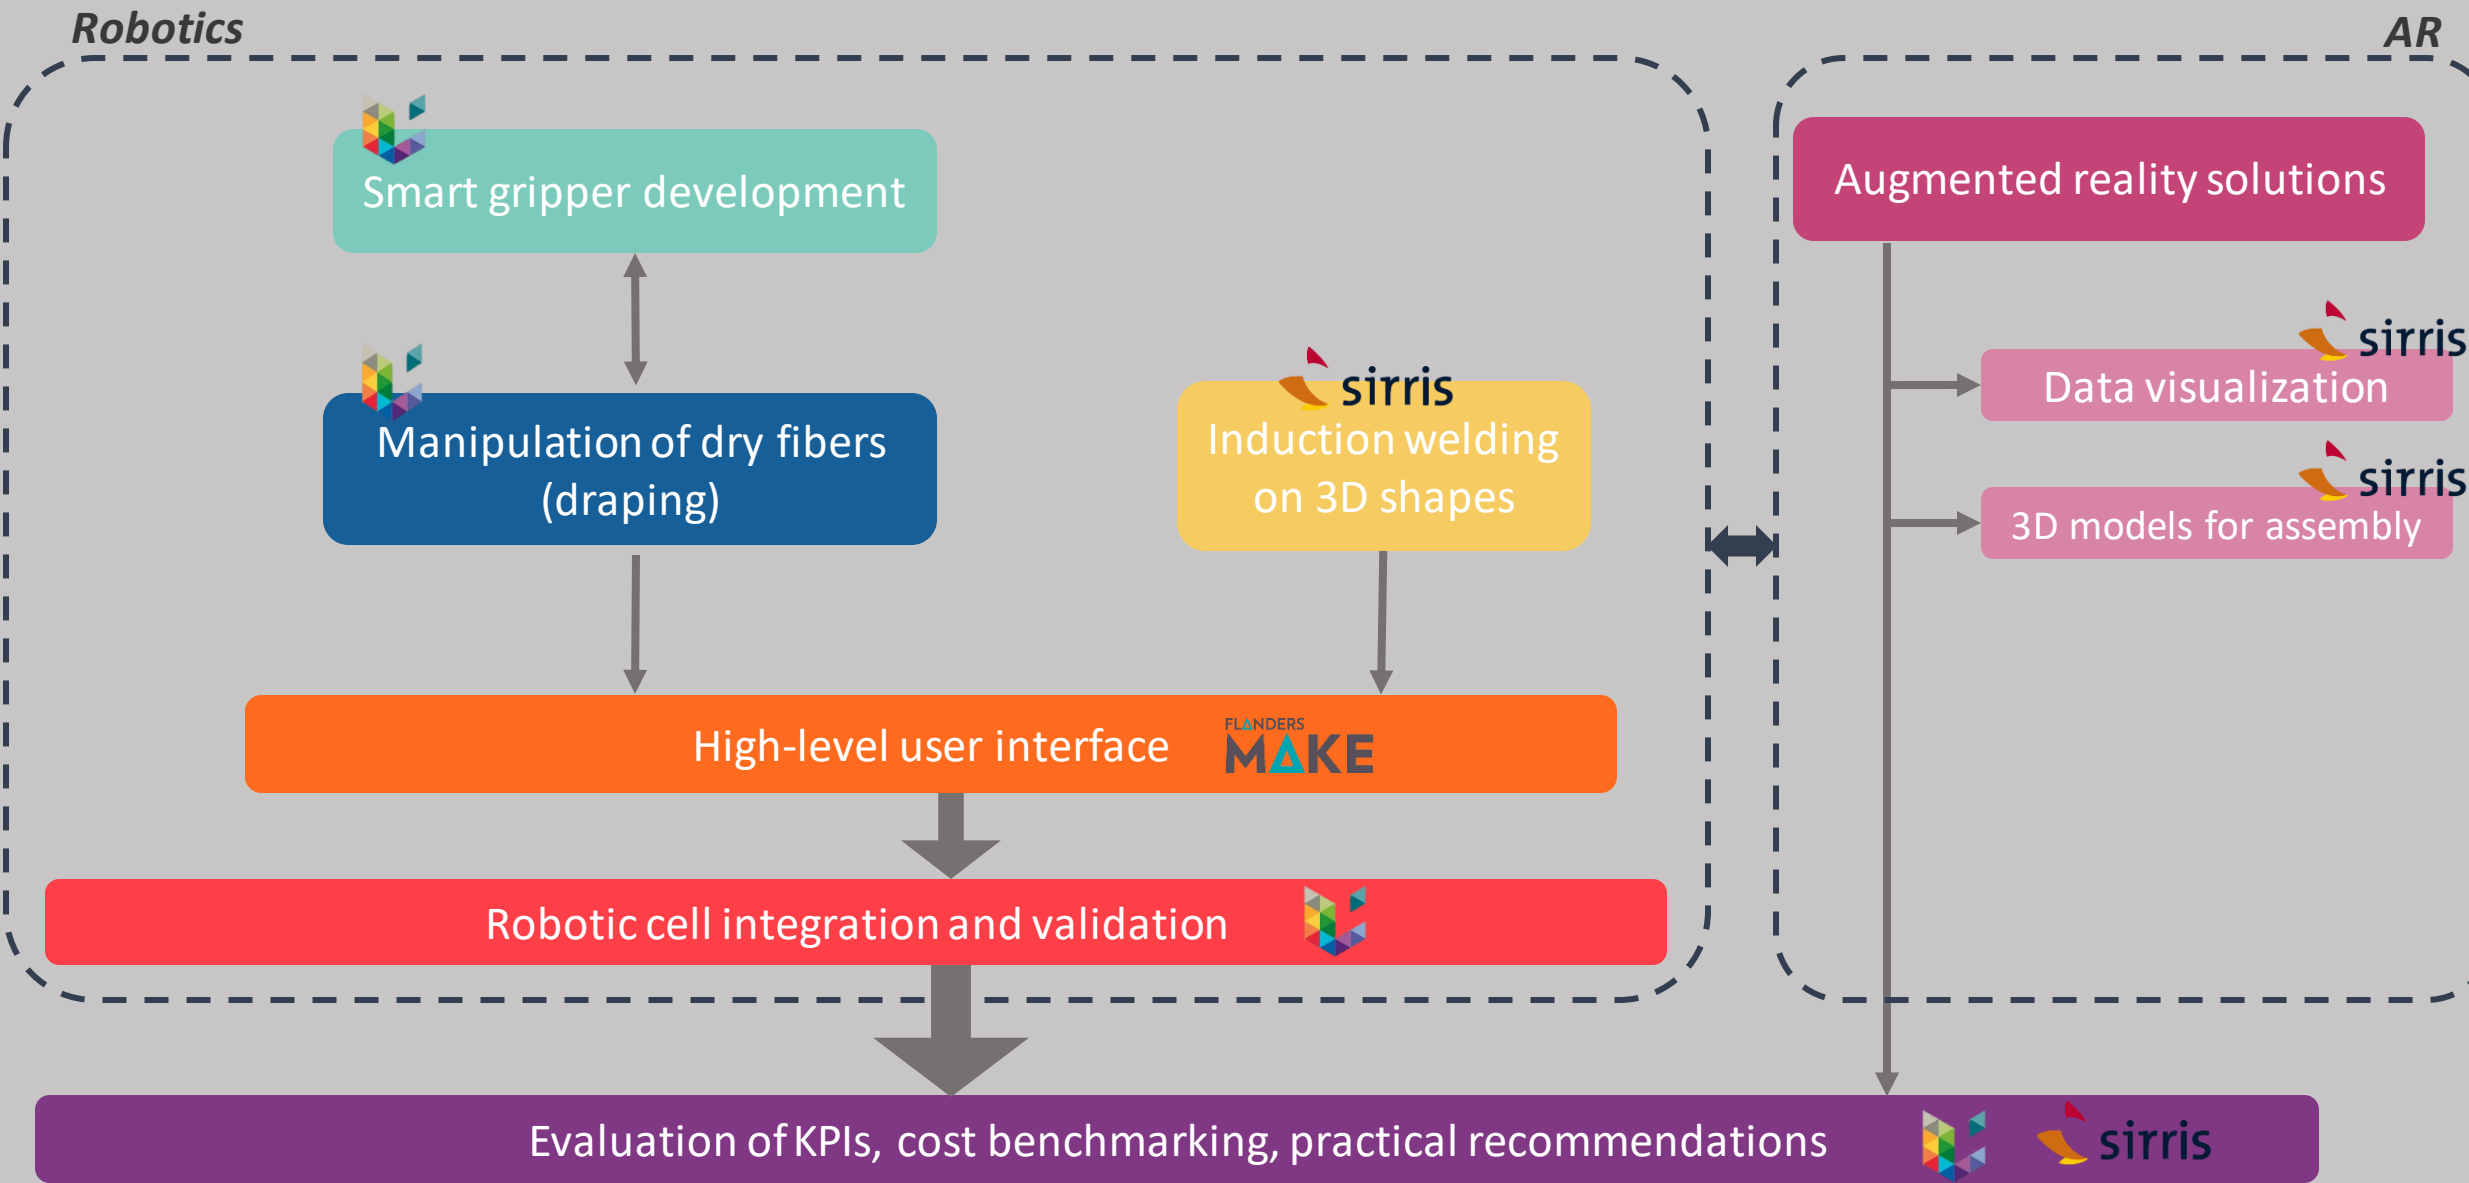 Robotics
AR
Smart gripper development
Augmented reality solutions
sirris
Data visualization
sirris
Manipulation of dry fibers
(draping)
sirris
Induction welding
on 3D shapes
3D models for assembly
High-level user interface
FLANDERS
MAKE
Robotic cell integration and validation
Evaluation of KPIs, cost benchmarking, practical recommendations
sirris